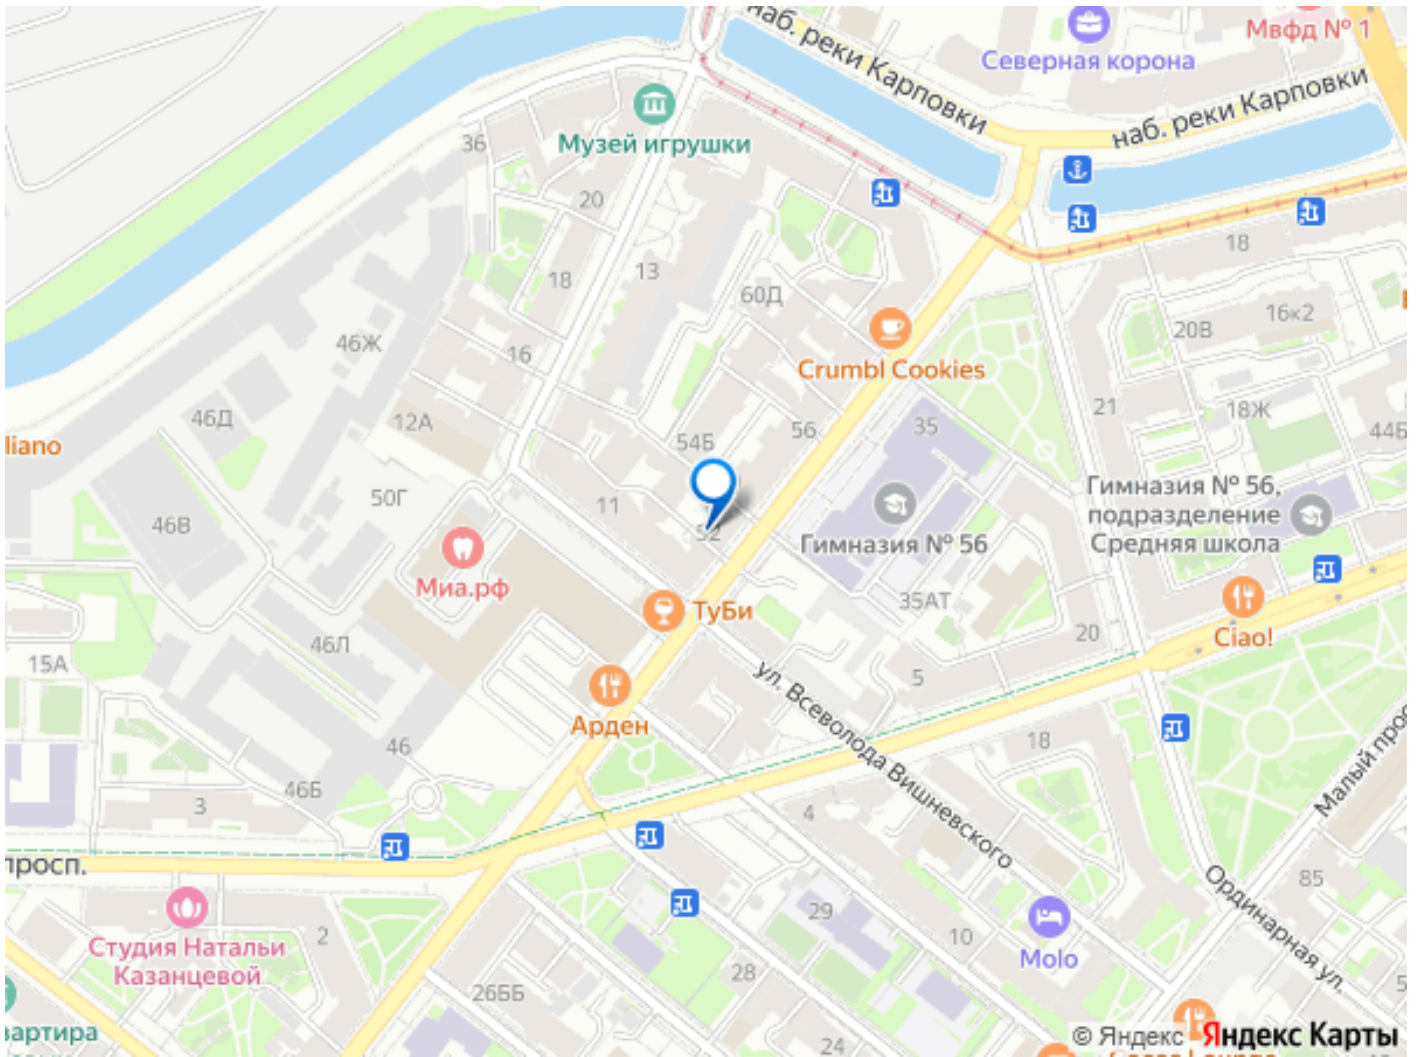 наб. реки Карповки
Северная корона
Мвфд № 1
наб. реки Карповки
Музей игрушки
36
20
18
13
18
60Д
16к2
20В
46Ж
16
Crumbl Cookies
46Д
12А
21
18Ж
liano
54Б
56
35
44Б
50Г
11
46В
52
Гимназия № 56,
подразделение
Средняя школа
Гимназия № 56
Миа.рф
ТуБи
35АТ
Ciao!
46Л
20
15А
5
ул. Всеволода Вишневского
Арден
46
18
Малый прос
46Б
3
4
просп.
85
Ординарная ул.
29
2
10
Студия Натальи
Казанцевой
Molo
28
26ББ
5
вартира
24
© Яндекс Яндекс Карты